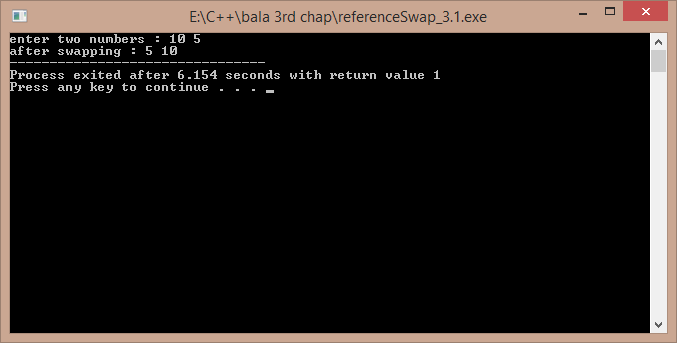 E:\C++\bala 3rd chap\referenceSwap_3.1.exe
enter two numbers : 10 5
after swapping : 5 10
--------------------------------
Process exited after 6.154 seconds with return value 1
Press any key to continue . . . _